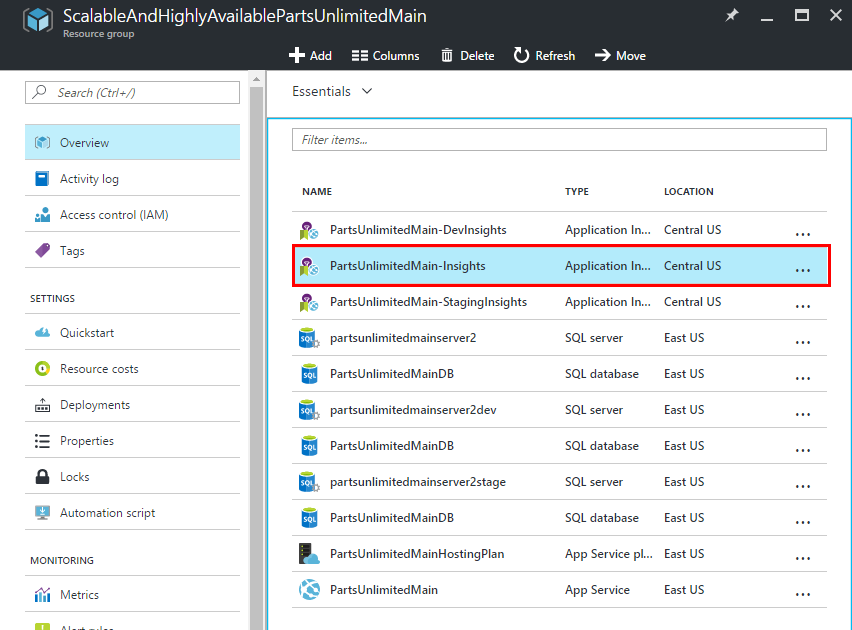 ScalableAndHighlyAvailablePartsUnlimitedMain
Resource group
Add Columns Delete Refresh Move
Search (Ctrl+/)
Overview
Activity log
Access control (IAM)
Tags
SETTINGS
Quickstart
Resource costs
Deployments
Properties
Locks
Automation script
MONITORING
Metrics
Alert rules
Essentials
Filter items...
NAME TYPE LOCATION
PartsUnlimitedMain-DevInsights Application In... Central US ...
PartsUnlimitedMain-Insights Application In... Central US ...
PartsUnlimitedMain-StagingInsights Application In... Central US ...
partsunlimitedmainserver2 SQL server East US ...
PartsUnlimitedMainDB SQL database East US ...
partsunlimitedmainserver2dev SQL server East US ...
PartsUnlimitedMainDB SQL database East US ...
partsunlimitedmainserver2stage SQL server East US ...
PartsUnlimitedMainDB SQL database East US ...
PartsUnlimitedMainHostingPlan App Service pl... East US ...
PartsUnlimitedMain App Service East US ...